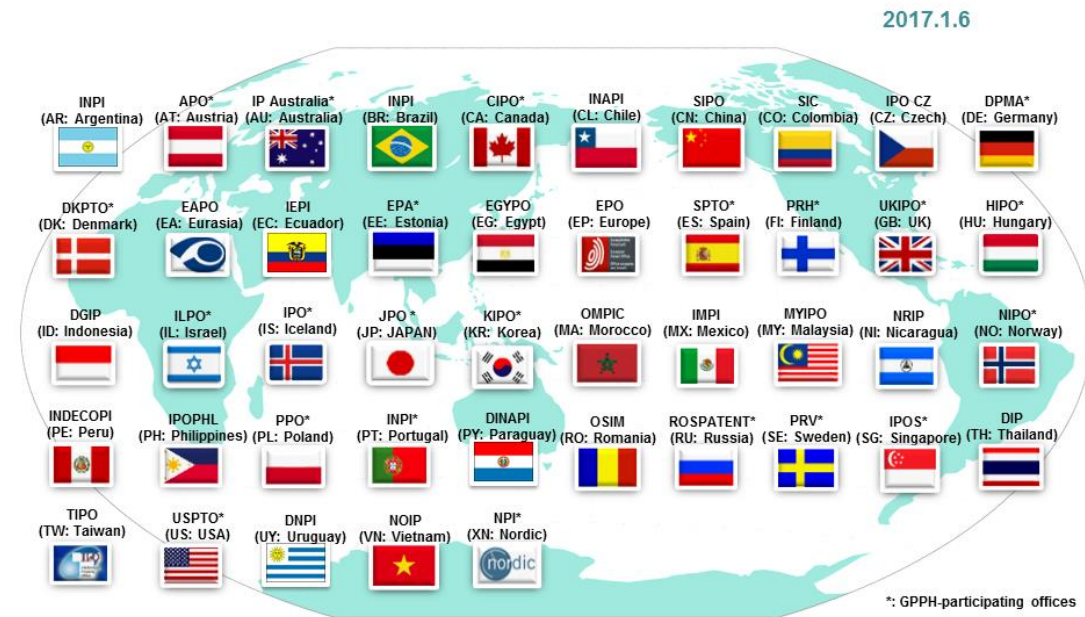 2017.1.6
INPI
(AR: Argentina)
APO*
(AT: Austria)
IP Australia*
(AU: Australia)
INPI
(BR: Brazil)
CIPO*
(CA: Canada)
INAPI
(CL: Chile)
SIPO
(CN: China)
SIC
(CO: Colombia)
IPO CZ
(CZ: Czech)
DPMA*
(DE: Germany)
DKPTO*
(DK: Denmark)
EAPO
(EA: Eurasia)
IEPI
(EC: Ecuador)
EPA*
(EE: Estonia)
EGYPO
(EG: Egypt)
EPO
(EP: Europe)
SPTO*
(ES: Spain)
PRH*
(FI: Finland)
UKIPO*
(GB: UK)
HIPO*
(HU: Hungary)
DGIP
(ID: Indonesia)
ILPO*
(IL: Israel)
IPO*
(IS: Iceland)
JPO*
(JP: JAPAN)
KIPO*
(KR: Korea)
OMPIC
(MA: Morocco)
IMPI
(MX: Mexico)
MYIPO
(MY: Malaysia)
NRIP
(NI: Nicaragua)
NIPO*
(NO: Norway)
INDECOPI
(PE: Peru)
IPOPHL
(PH: Philippines)
PPO*
(PL: Poland)
INPI*
(PT: Portugal)
DINAPI
(PY: Paraguay)
OSIM
(RO: Romania)
ROSPATENT*
(RU: Russia)
PRV*
(SE: Sweden)
IPOS*
(SG: Singapore)
DIP
(TH: Thailand)
TIPO
(TW: Taiwan)
USPTO*
(US: USA)
DNPI
(UY: Uruguay)
NOIP
(VN: Vietnam)
NPI*
(XN: Nordic)
nordic
*: GPPH-participating offices